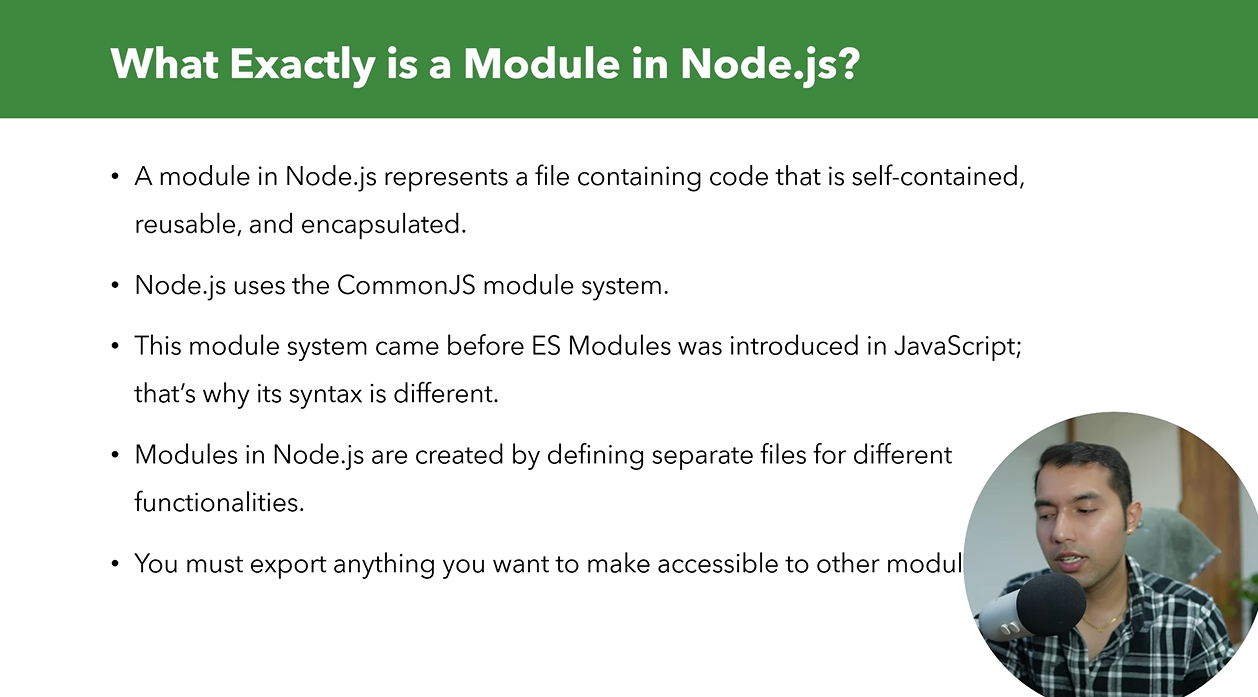 What Exactly is a Module in Node.js?
• A module in Node.js represents a file containing code that is self-contained,
reusable, and encapsulated.
• Node.js uses the CommonJS module system.
• This module system came before ES Modules was introduced in JavaScript;
that’s why its syntax is different.
• Modules in Node.js are created by defining separate files for different
functionalities.
• You must export anything you want to make accessible to other modul